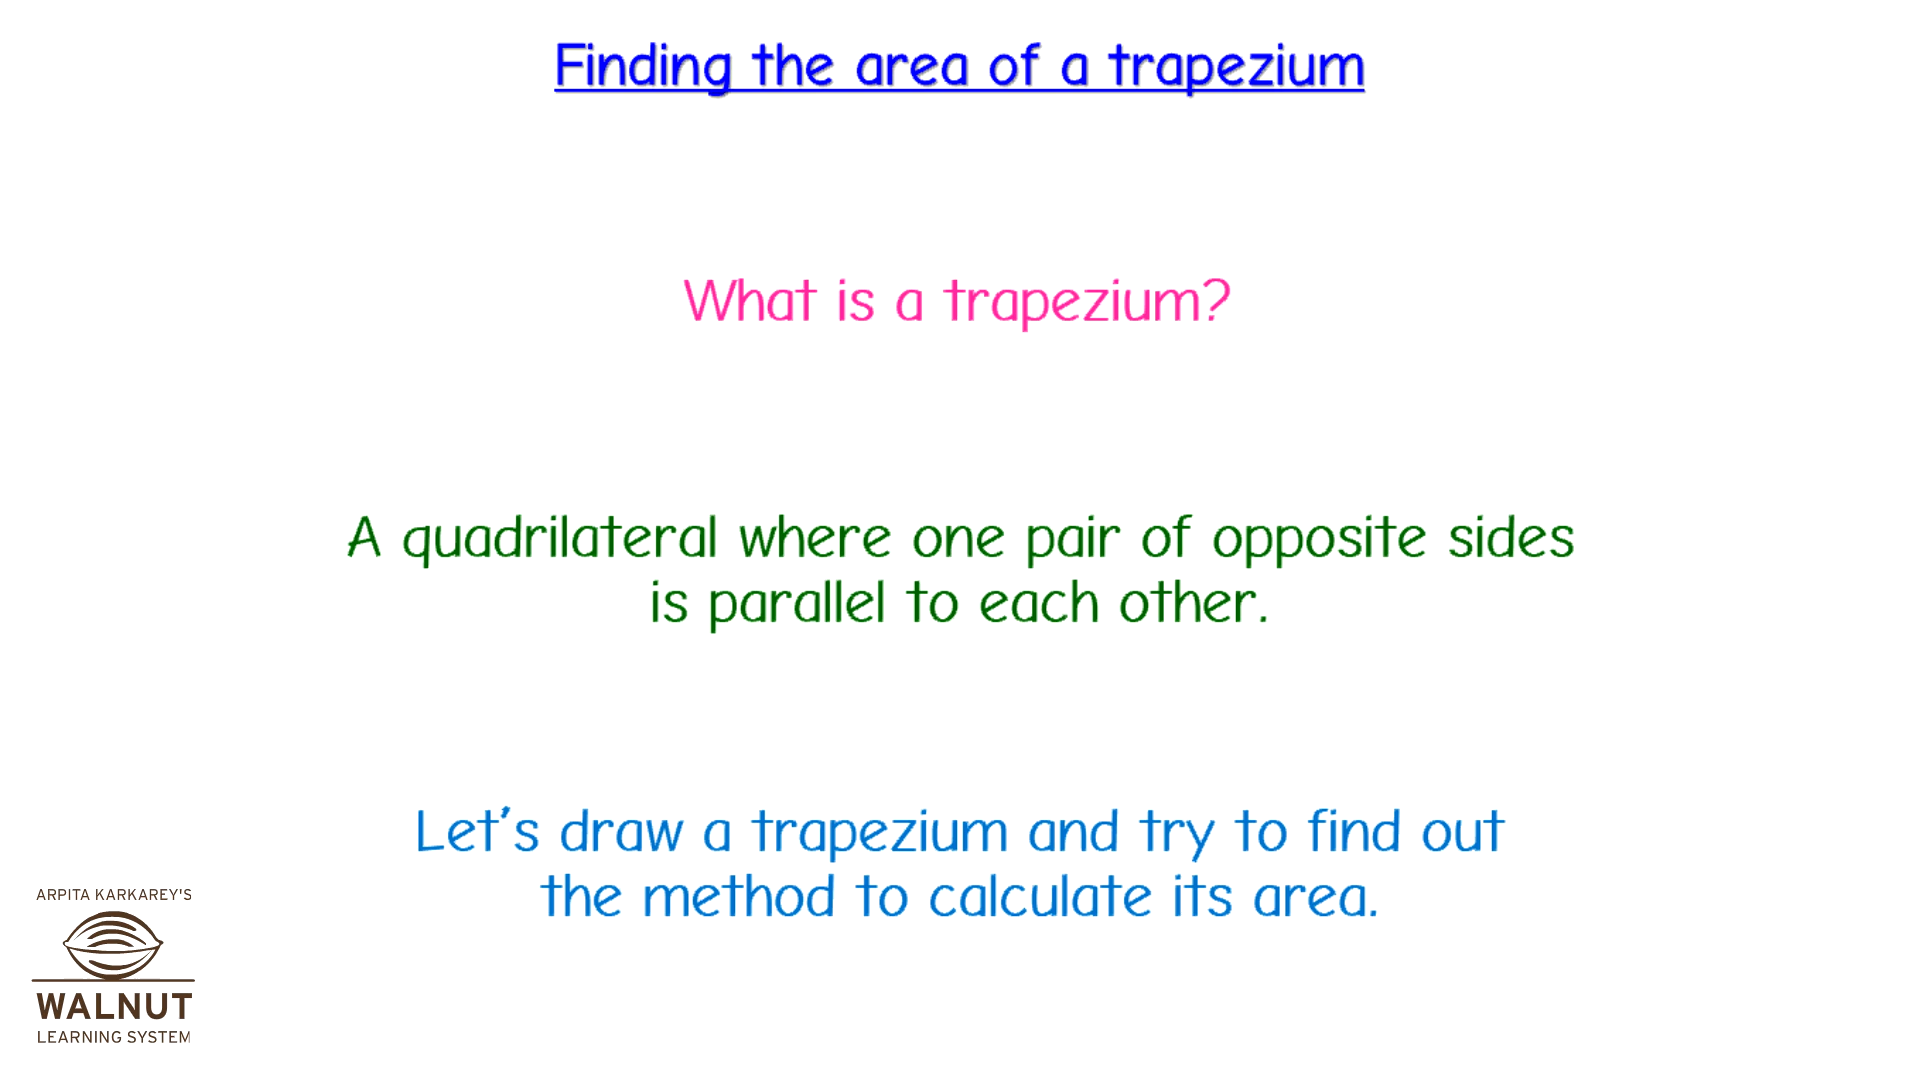 Finding the area of a trapezium
What is a trapezium?
A quadrilateral where one pair of opposite sides
is parallel to each other.
Let's draw a trapezium and try to find out
the method to calculate its area.
ARPITA KARKAREY'S
WALNUT
LEARNING SYSTEM